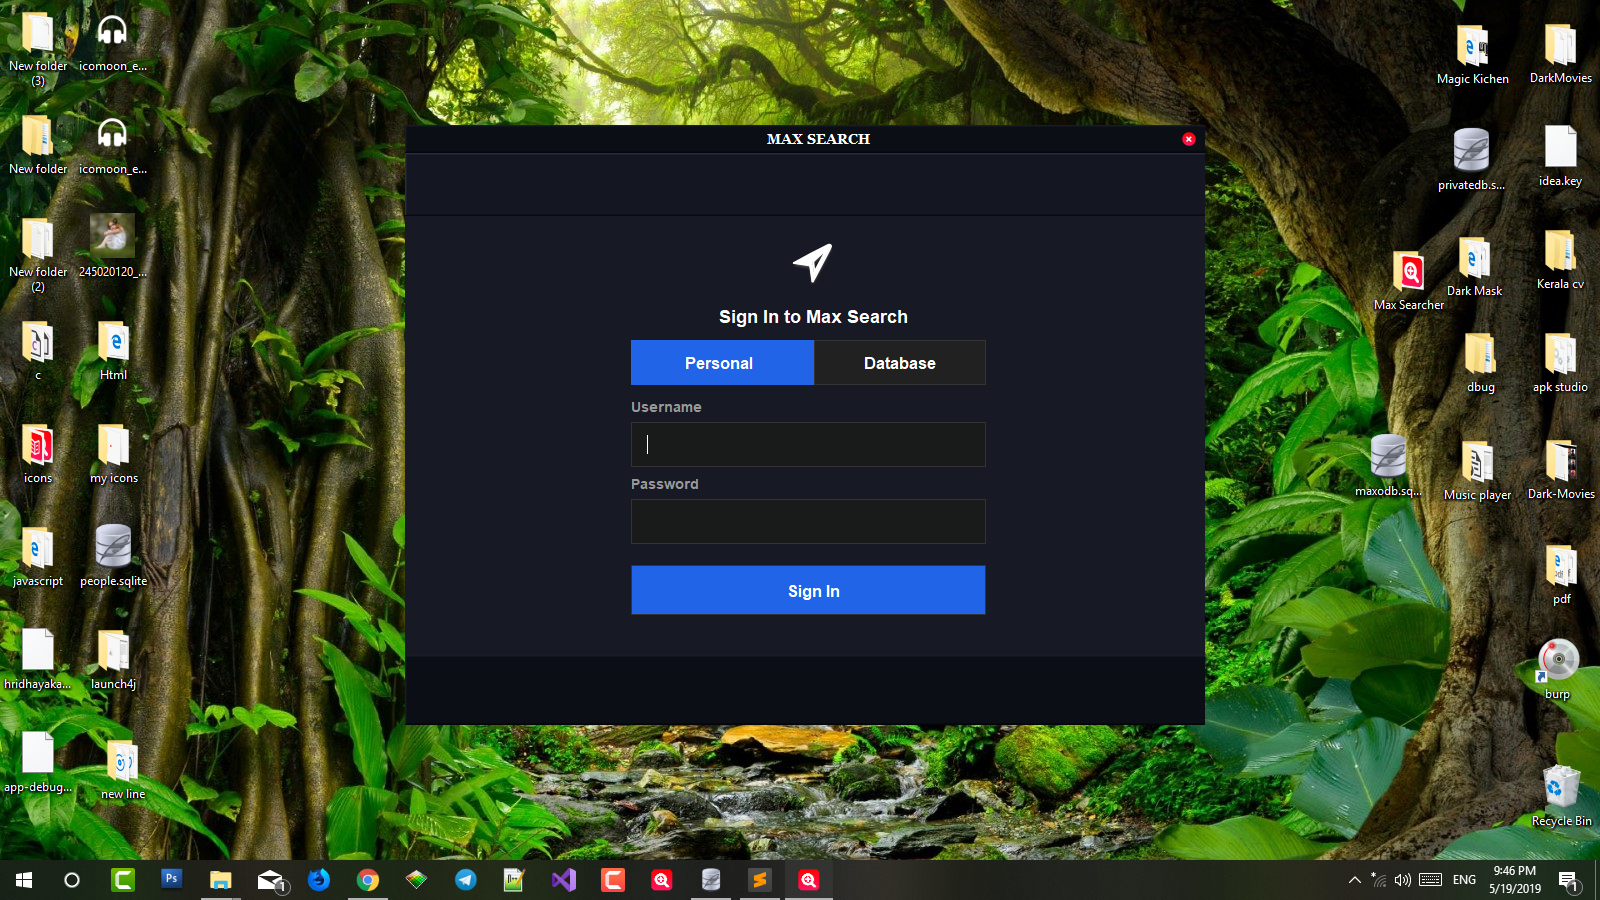 New folder
(3)
icomoon_e...
New folder
icomoon_e...
New folder
(2)
245020120_...
c
Html
icons
my icons
javascript
people.sqlite
hridhayaka...
launch4j
app-debug...
new line
MAX SEARCH
Sign In to Max Search
Personal
Database
Username
Password
Sign In
Magic Kichen
DarkMovies
privatedb.s...
idea.key
Max Searcher
Dark Mask
Kerala cv
dbug
apk studio
maxodb.sq...
Music player
Dark-Movies
pdf
burp
Recycle Bin
Ps
1
ENG
9:46 PM
5/19/2019
1